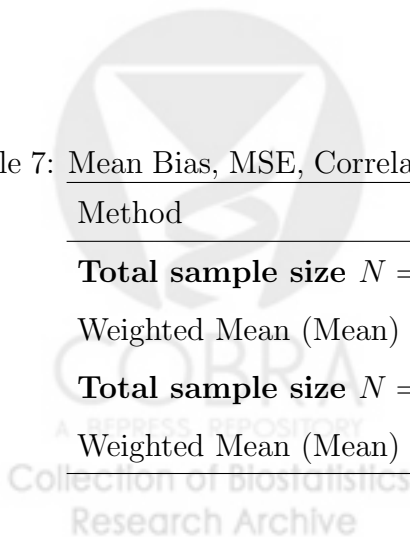 le 7: Mean Bias, MSE, Correla
Method
Total sample size N =
Weighted Mean (Mean)
COBRA
Total sample size N =
A BEPRESS REPOSITORY
Weighted Mean (Mean)
Collection of Biostatistics
Research Archive